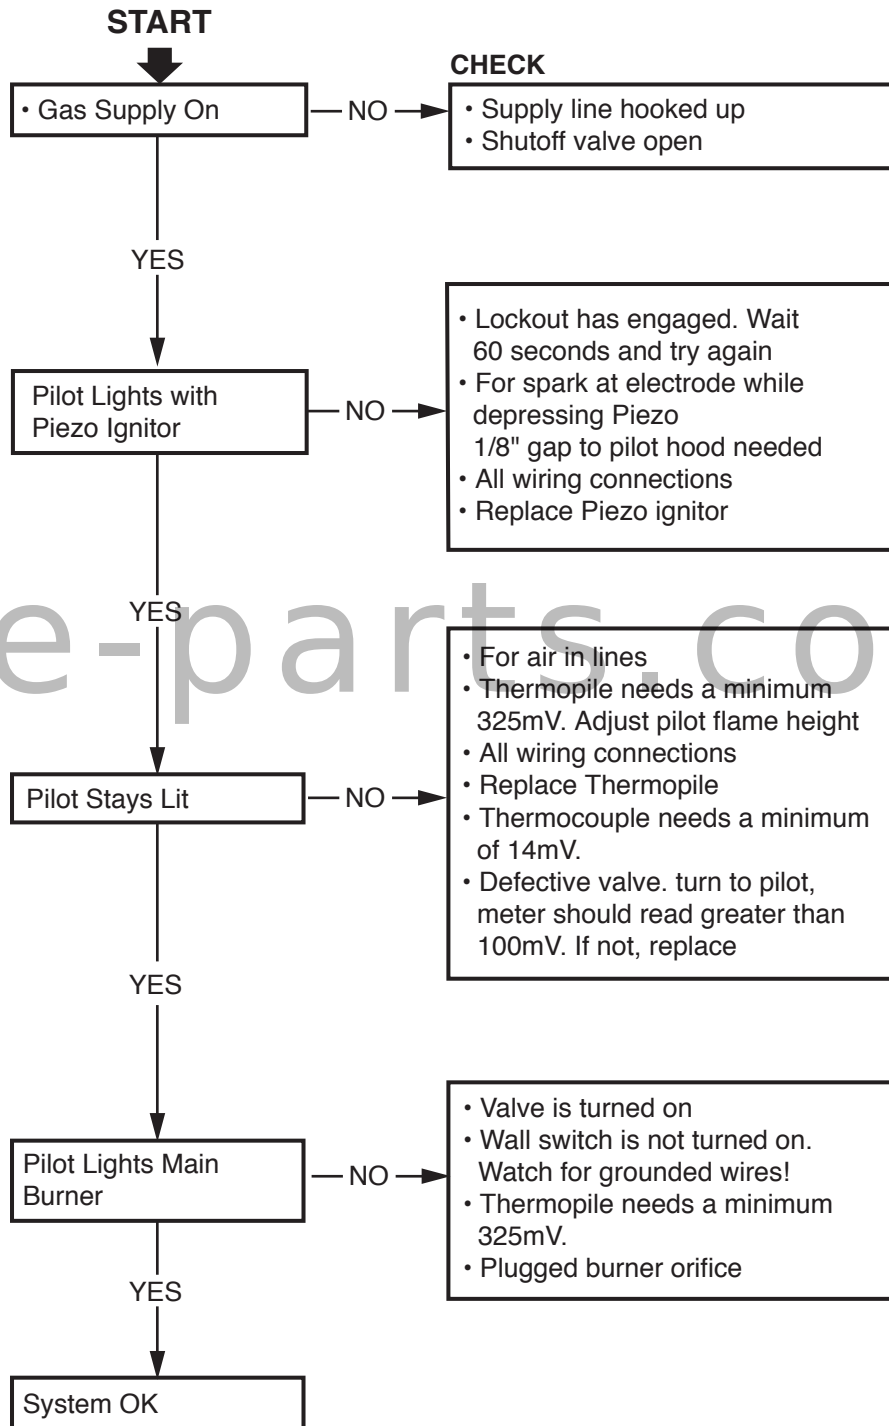 START
CHECK
• Gas Supply On
NO
• Supply line hooked up
• Shutoff valve open
YES
Pilot Lights with
Piezo Ignitor
NO
• Lockout has engaged. Wait
60 seconds and try again
• For spark at electrode while
depressing Piezo
1/8" gap to pilot hood needed
• All wiring connections
• Replace Piezo ignitor
YES
e-parts.co
Pilot Stays Lit
NO
• For air in lines
• Thermopile needs a minimum
325mV. Adjust pilot flame height
• All wiring connections
• Replace Thermopile
• Thermocouple needs a minimum
of 14mV.
• Defective valve. turn to pilot,
meter should read greater than
100mV. If not, replace
YES
Pilot Lights Main
Burner
NO
• Valve is turned on
• Wall switch is not turned on.
Watch for grounded wires!
• Thermopile needs a minimum
325mV.
• Plugged burner orifice
YES
System OK